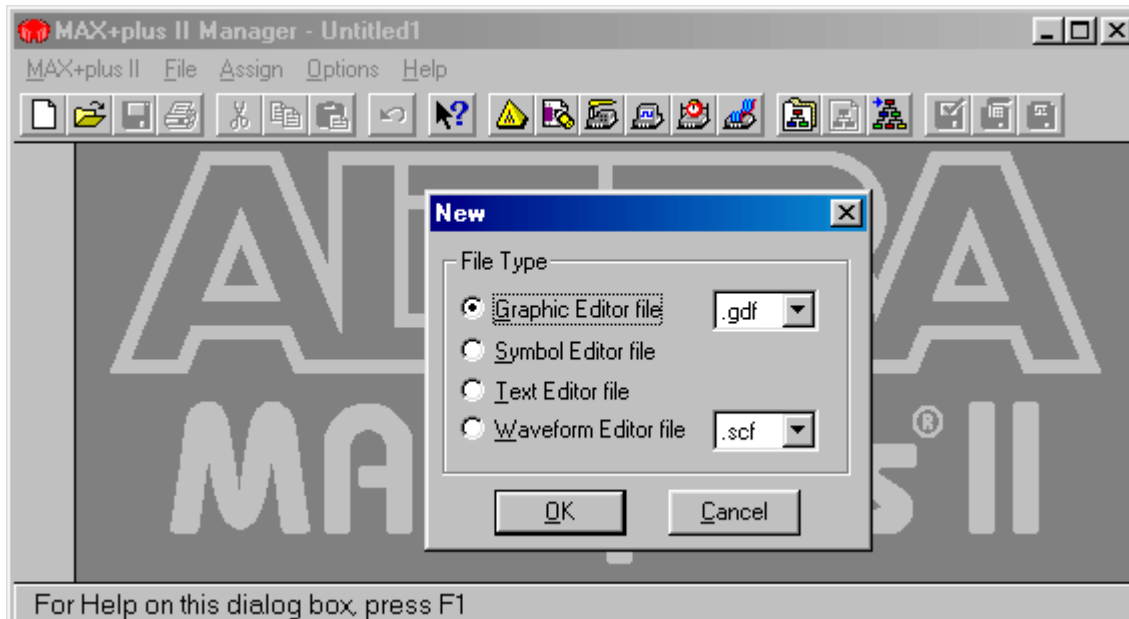 MAX+plus II Manager - Untitled1
MAX+plus II File Assign Options Help
New
File Type
Graphic Editor file .gdf
Symbol Editor file
Text Editor file
Waveform Editor file .scf
OK Cancel
® II
For Help on this dialog box, press F1